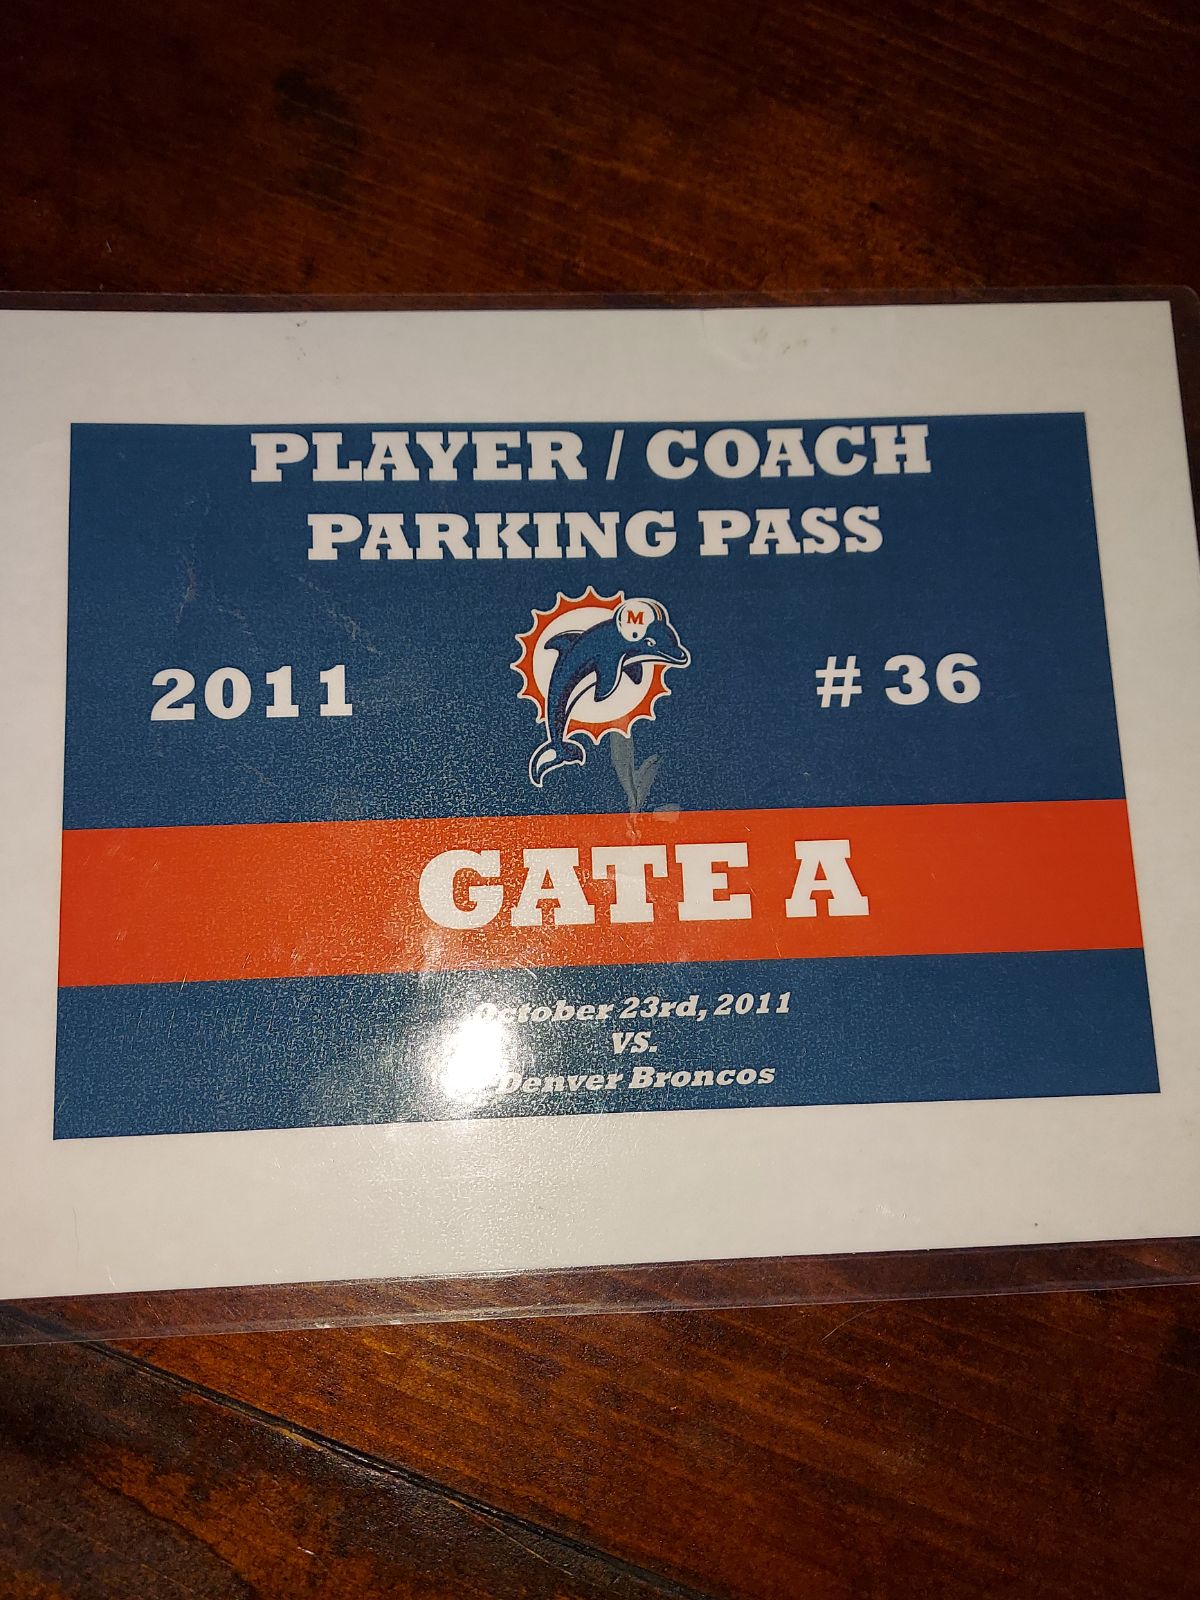 PLAYER / COACH
PARKING PASS
M
2011 # 36
GATE A
October 23rd, 2011
VS.
Denver Broncos